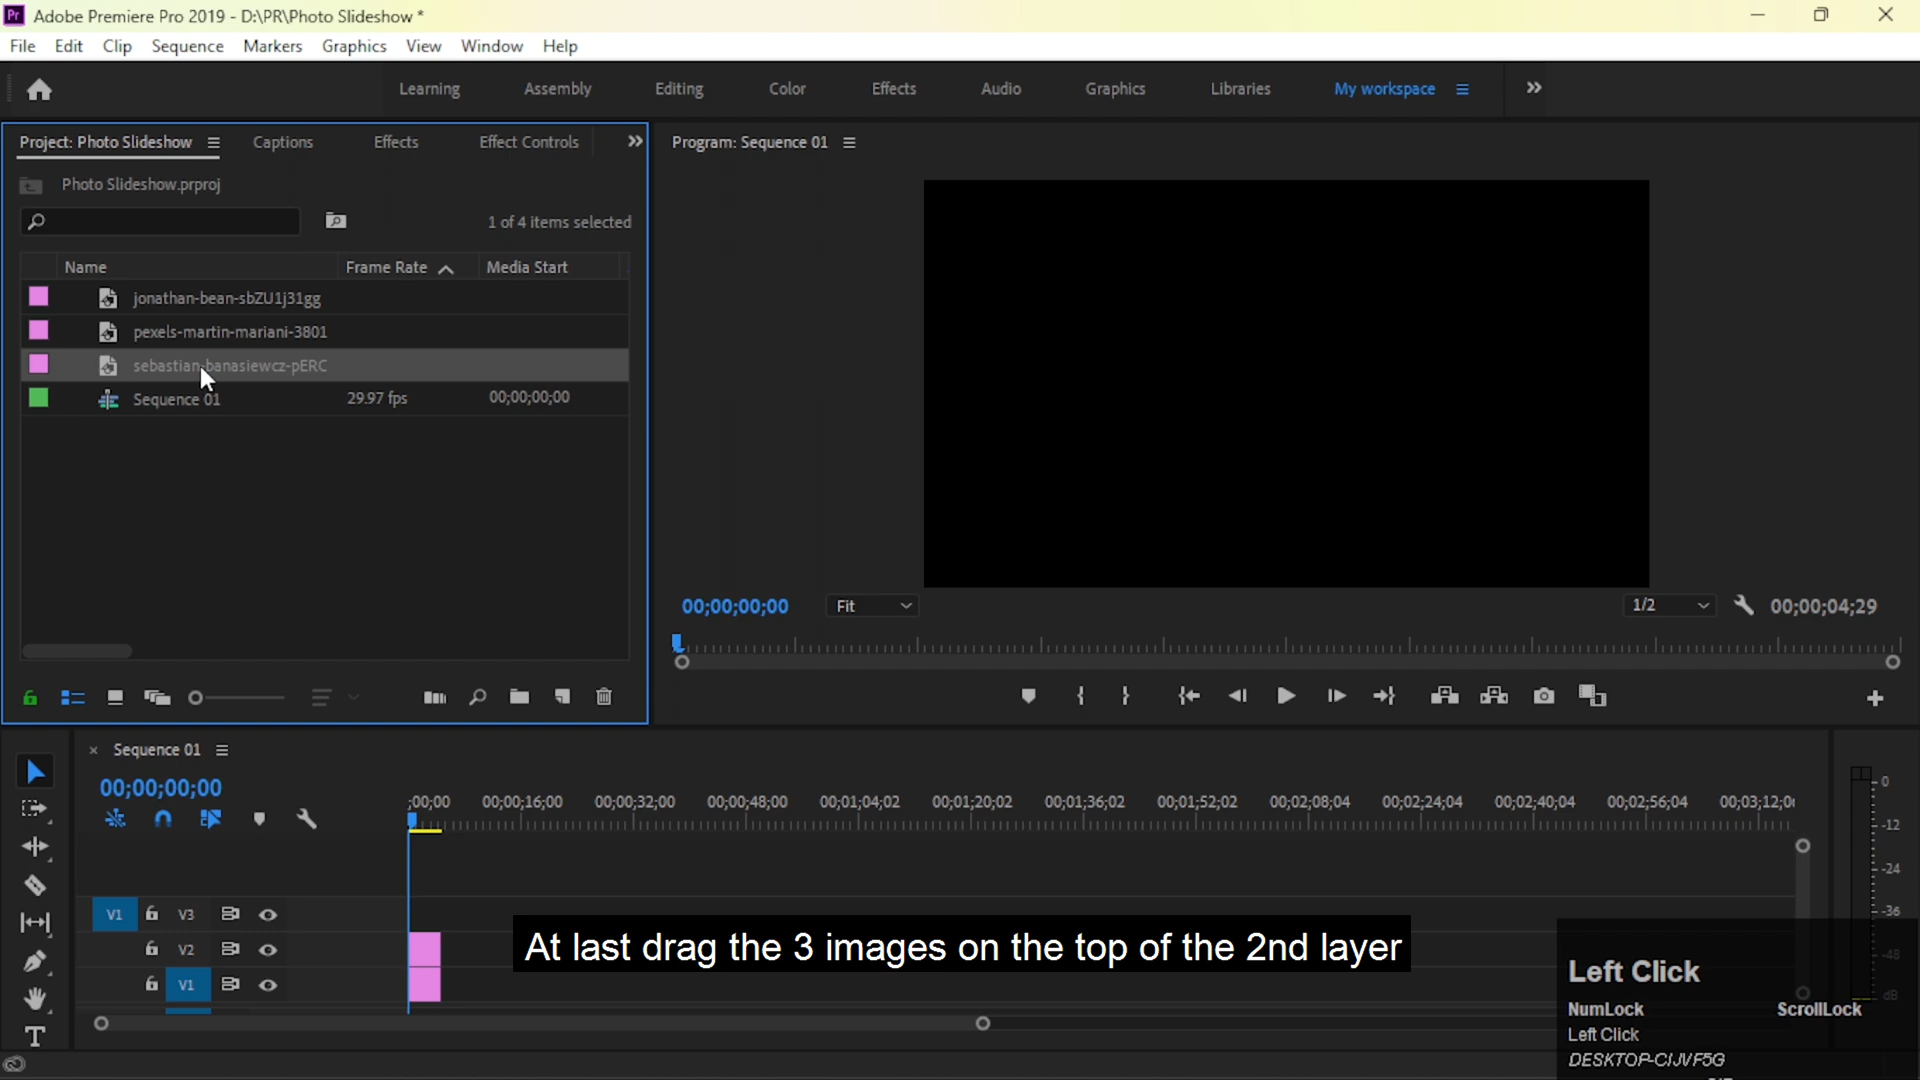 Pr Adobe Premiere Pro 2019 - D:\PR\Photo Slideshow *
File Edit Clip Sequence Markers Graphics View Window Help
Learning Assembly Editing Color Effects Audio Graphics Libraries My workspace
Project: Photo Slideshow Captions Effects Effect Controls
Program: Sequence 01
Photo Slideshow.prproj
1 of 4 items selected
Name Frame Rate Media Start
jonathan-bean-sbZU1j31gg
pexels-martin-mariani-3801
sebastian-banasiewcz-pERC
Sequence 01 29.97 fps 00;00;00;00
00;00;00;00 Fit 1/2 00;00;04;29
Sequence 01
00;00;00;00
;00;00 00;00;16;00 00;00;32;00 00;00;48;00 00;01;04;02 00;01;20;02 00;01;36;02 00;01;52;02 00;02;08;04 00;02;24;04 00;02;40;04 00;02;56;04 00;03;12;0
0
-12
-24
-36
-48
dB
V1 V3
V2
V1
At last drag the 3 images on the top of the 2nd layer
Left Click
NumLock ScrollLock
Left Click
DESKTOP-CIJVF5G